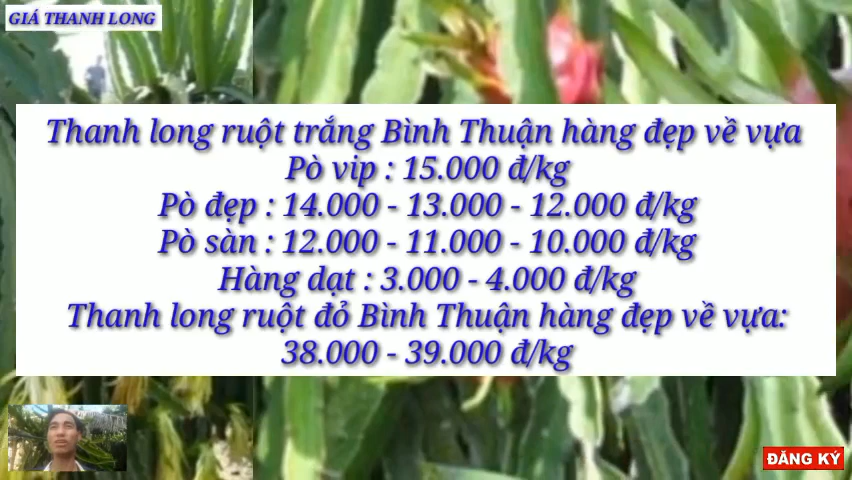 GIÁ THANH LONG
Thanh long ruột trắng Bình Thuận hàng đẹp về vựa
Pò vip : 15.000 đ/kg
Pò đẹp : 14.000 - 13.000 - 12.000 đ/kg
Pò sàn : 12.000 - 11.000 - 10.000 đ/kg
Hàng dạt : 3.000 - 4.000 đ/kg
Thanh long ruột đỏ Bình Thuận hàng đẹp về vựa:
38.000 - 39.000 đ/kg
ĐĂNG KÝ